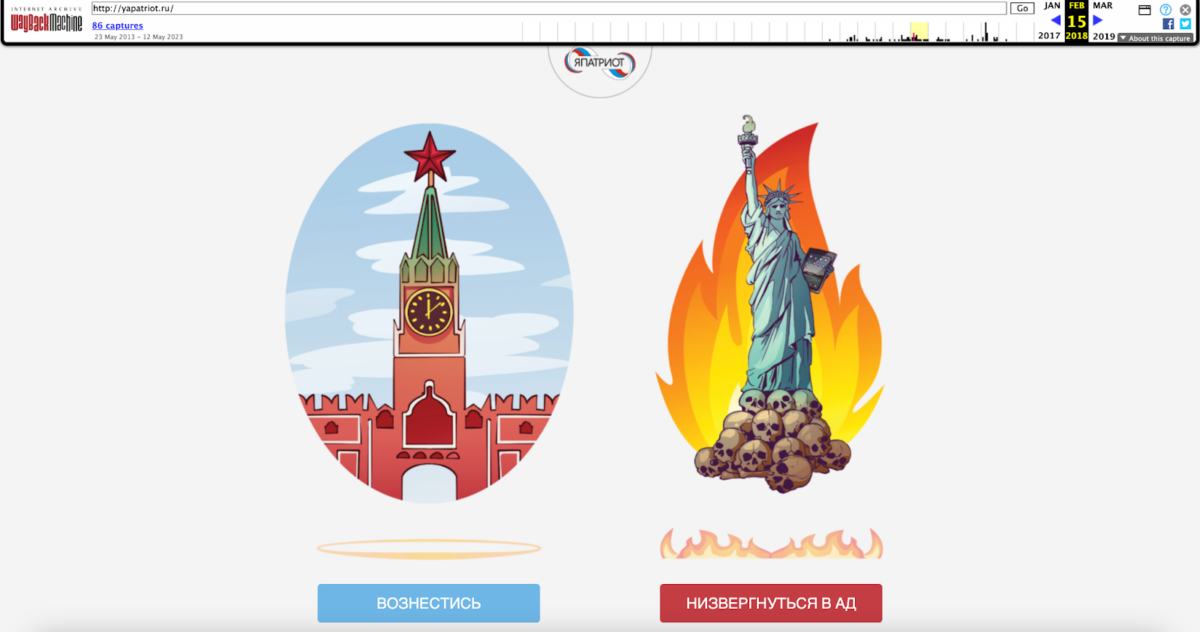 INTERNET ARCHIVE
WayBackMachine
http://yapatriot.ru/
Go
86 captures
23 May 2013 – 12 May 2023
JAN FEB MAR
15
2017 2018 2019
About this capture
ЯПАТРИОТ
ВОЗНЕСТИСЬ
НИЗВЕРГНУТЬСЯ В АД